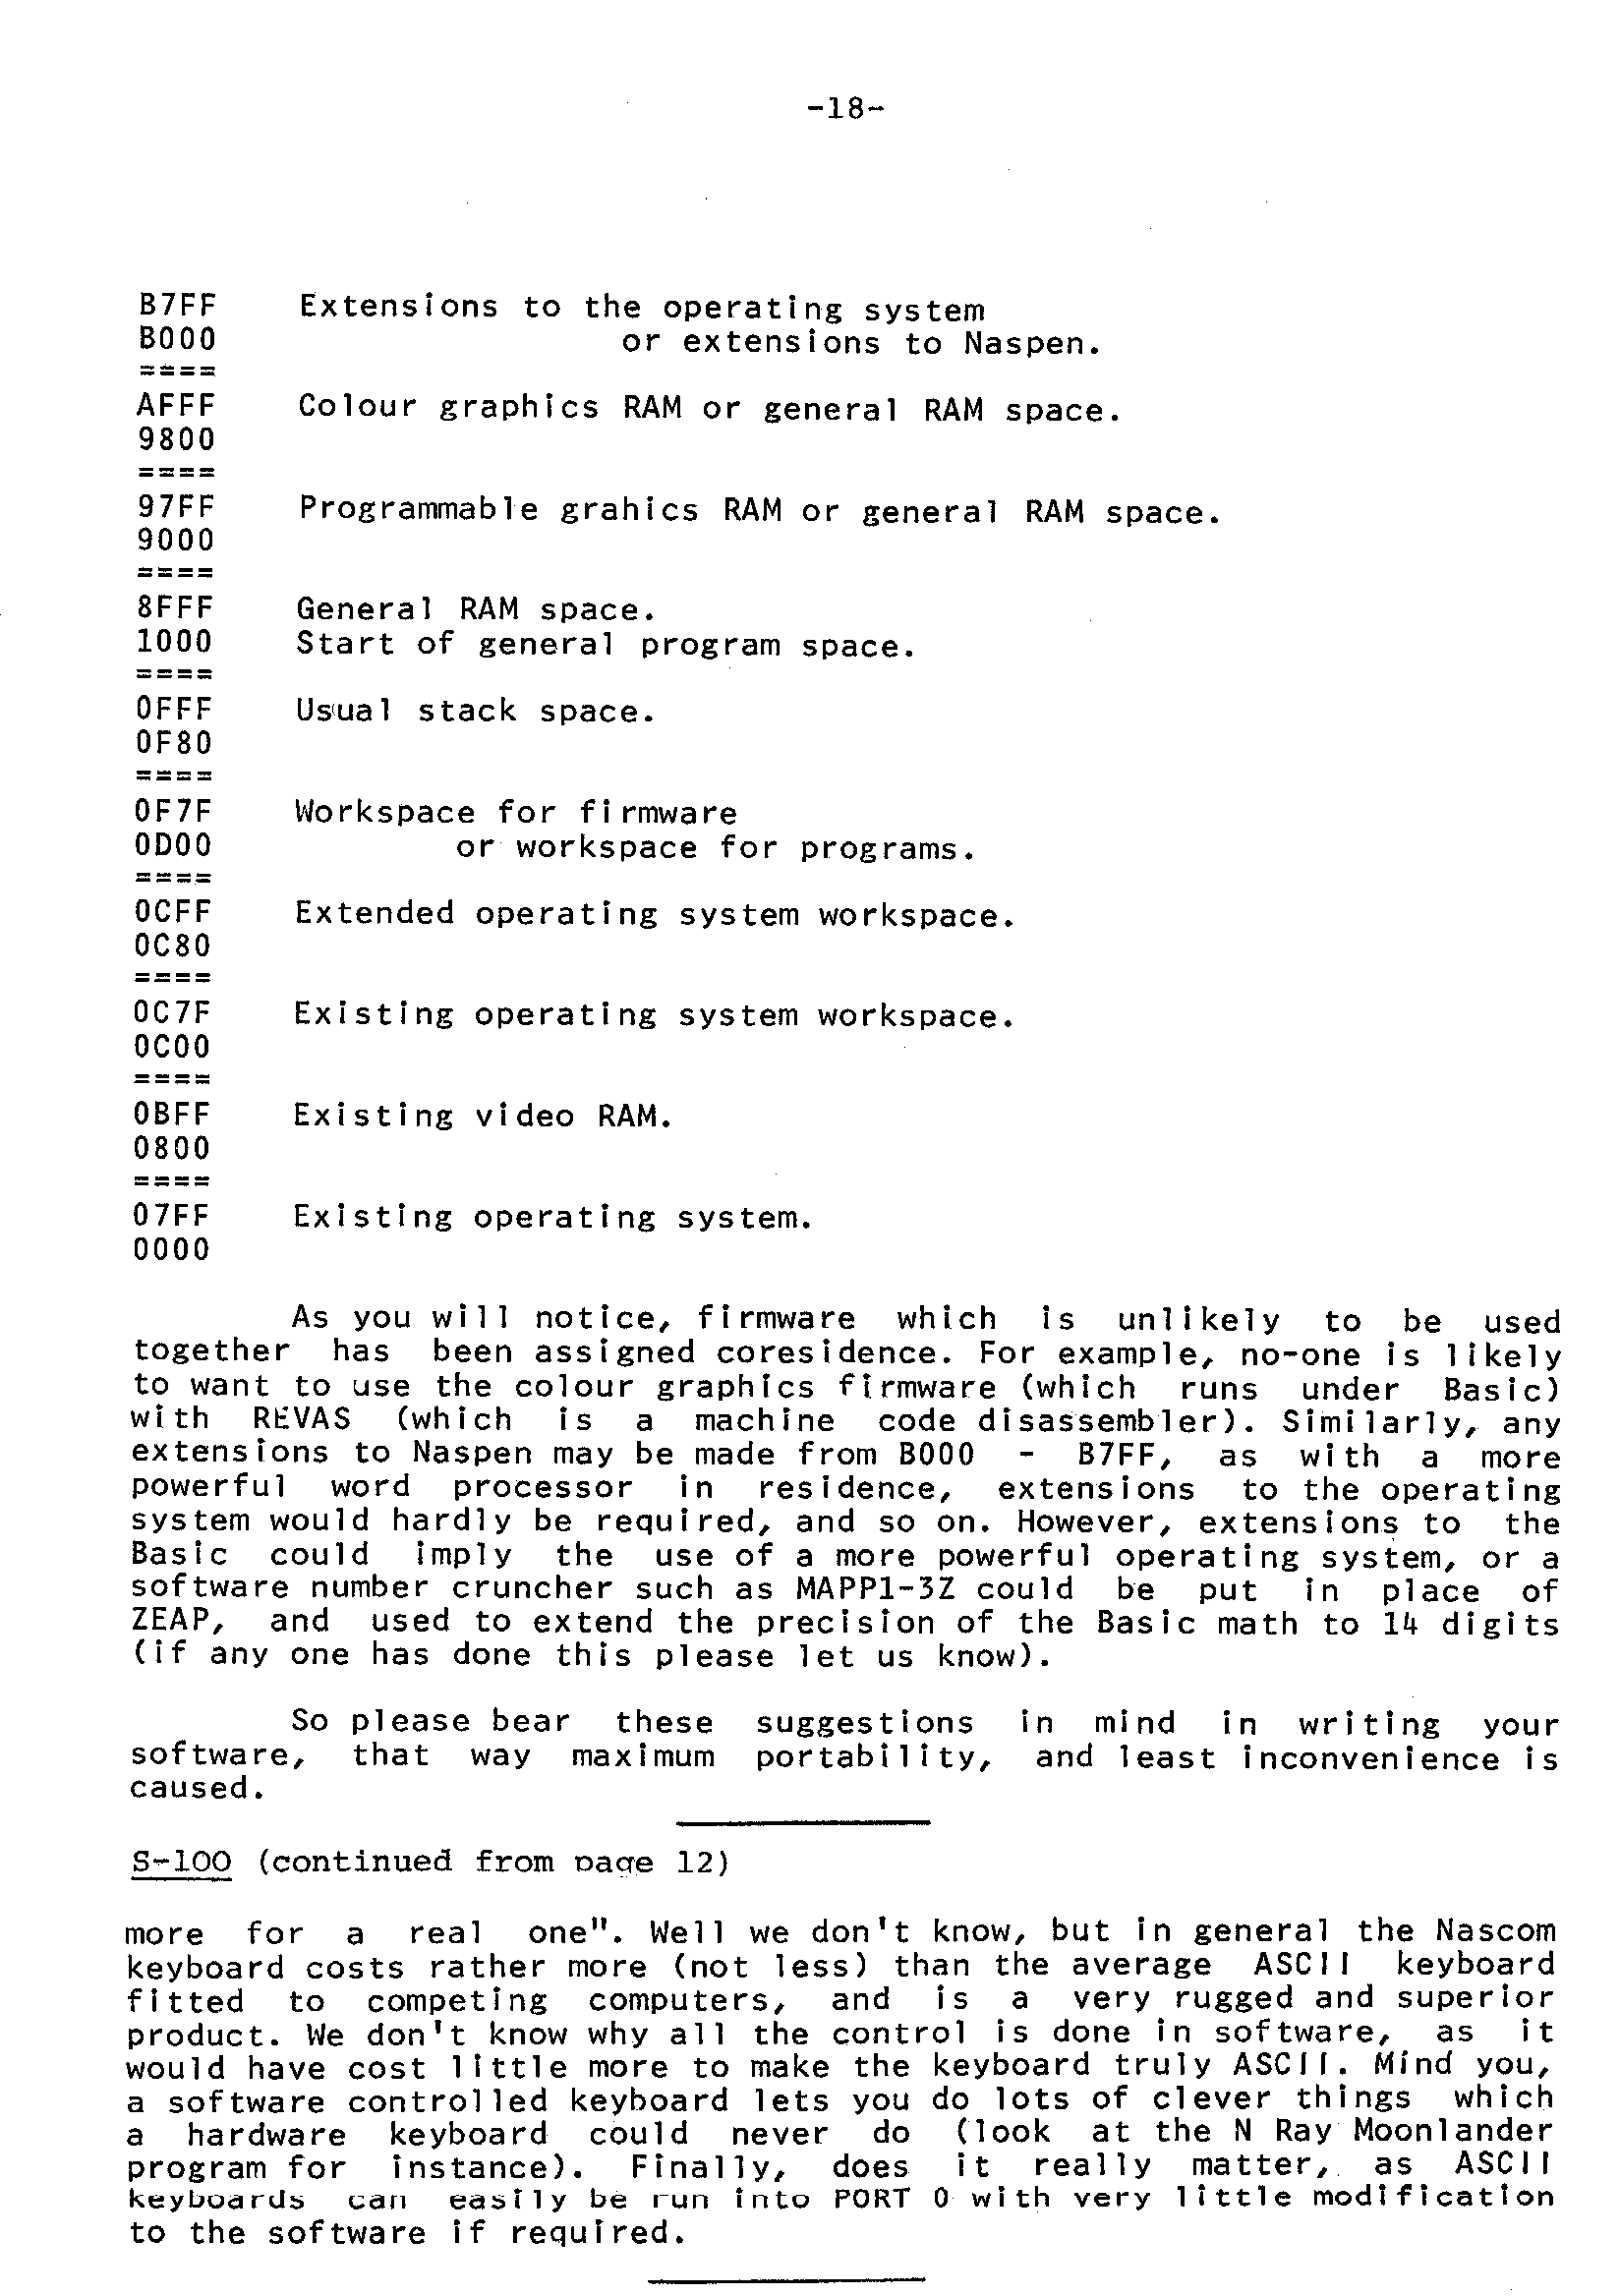 -18-
B7FF Extensions to the operating system
B000 or extensions to Naspen.
====
AFFF Colour graphics RAM or general RAM space.
9800
====
97FF Programmable grahics RAM or general RAM space.
9000
====
8FFF General RAM space.
1000 Start of general program space.
====
0FFF Usual stack space.
0F80
====
0F7F Workspace for firmware
0D00 or workspace for programs.
====
0CFF Extended operating system workspace.
0C80
====
0C7F Existing operating system workspace.
0C00
====
0BFF Existing video RAM.
0800
====
07FF Existing operating system.
0000
As you will notice, firmware which is unlikely to be used
together has been assigned coresidence. For example, no-one is likely
to want to use the colour graphics firmware (which runs under Basic)
with REVAS (which is a machine code disassembler). Similarly, any
extensions to Naspen may be made from B000 - B7FF, as with a more
powerful word processor in residence, extensions to the operating
system would hardly be required, and so on. However, extensions to the
Basic could imply the use of a more powerful operating system, or a
software number cruncher such as MAPP1-3Z could be put in place of
ZEAP, and used to extend the precision of the Basic math to 14 digits
(if any one has done this please let us know).
So please bear these suggestions in mind in writing your
software, that way maximum portability, and least inconvenience is
caused.
S-100 (continued from page 12)
more for a real one". Well we don't know, but in general the Nascom
keyboard costs rather more (not less) than the average ASCII keyboard
fitted to competing computers, and is a very rugged and superior
product. We don't know why all the control is done in software, as it
would have cost little more to make the keyboard truly ASCII. Mind you,
a software controlled keyboard lets you do lots of clever things which
a hardware keyboard could never do (look at the N Ray Moonlander
program for instance). Finally, does it really matter, as ASCII
keyboards can easily be run into PORT 0 with very little modification
to the software if required.